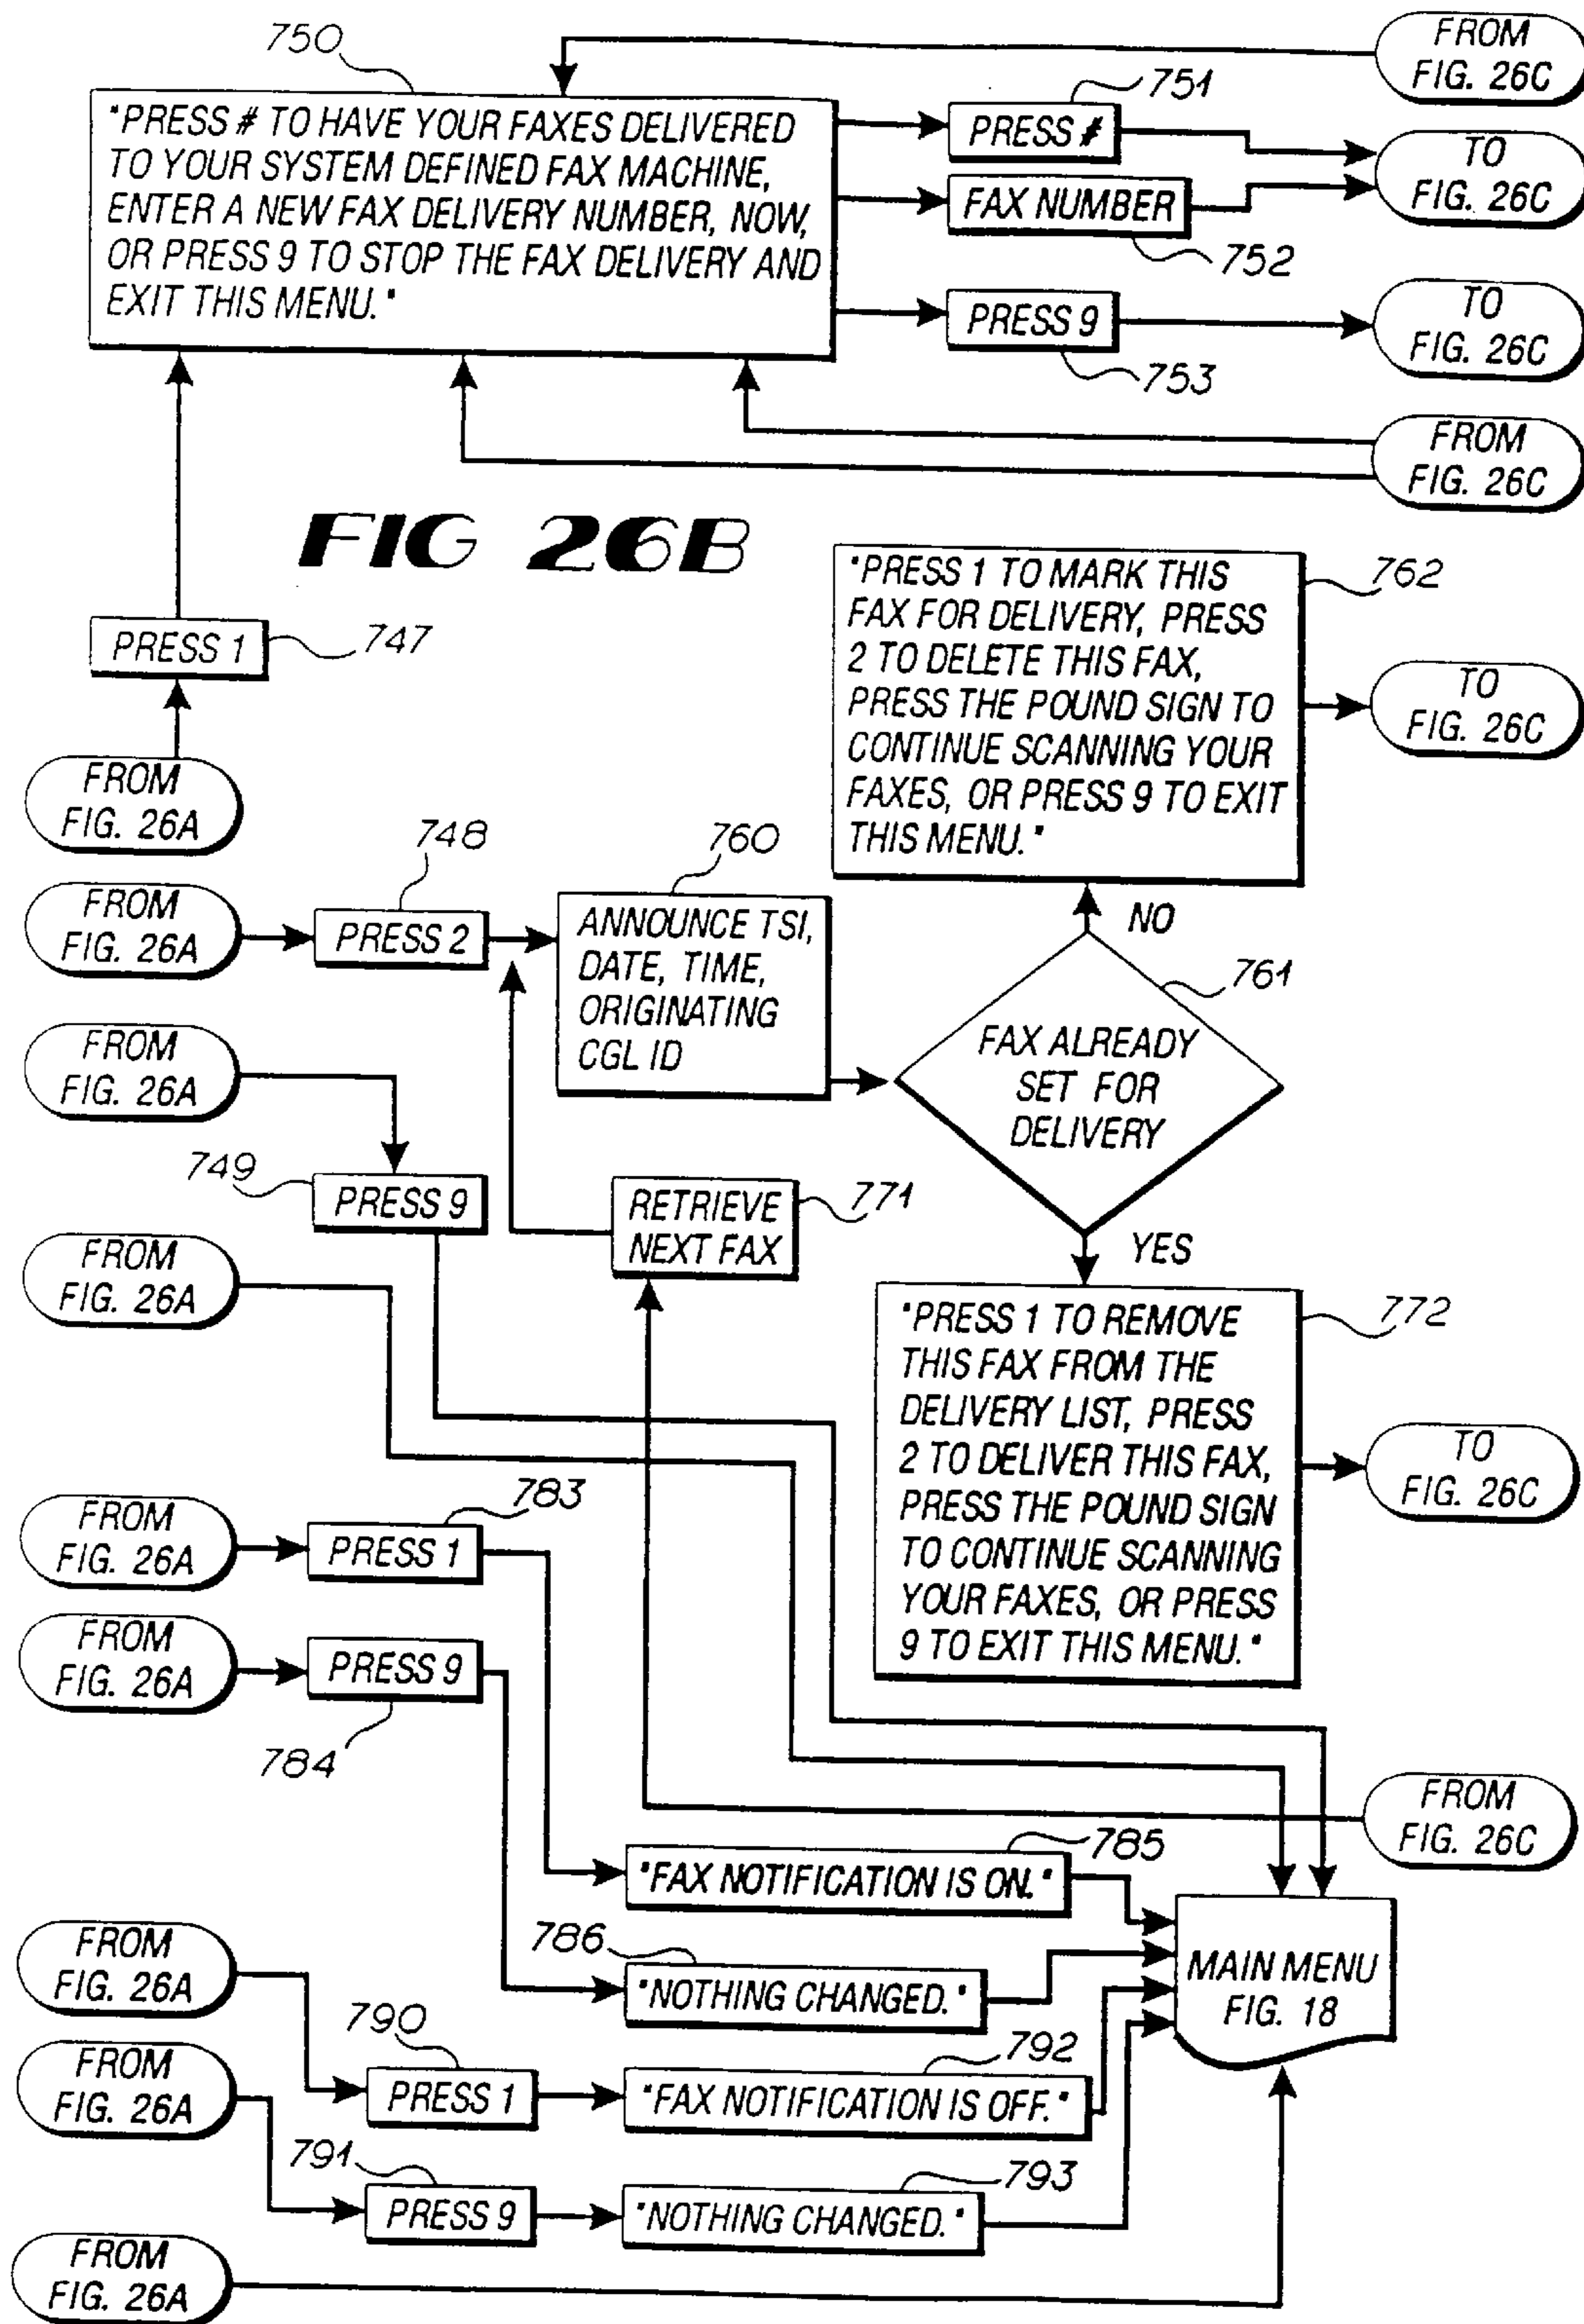 750
FROM
FIG. 26C
"PRESS # TO HAVE YOUR FAXES DELIVERED
TO YOUR SYSTEM DEFINED FAX MACHINE,
ENTER A NEW FAX DELIVERY NUMBER, NOW,
OR PRESS 9 TO STOP THE FAX DELIVERY AND
EXIT THIS MENU."
751
PRESS #
TO
FIG. 26C
FAX NUMBER
752
PRESS 9
753
TO
FIG. 26C
FROM
FIG. 26C
FIG 26B
PRESS 1
747
FROM
FIG. 26A
"PRESS 1 TO MARK THIS
FAX FOR DELIVERY, PRESS
2 TO DELETE THIS FAX,
PRESS THE POUND SIGN TO
CONTINUE SCANNING YOUR
FAXES, OR PRESS 9 TO EXIT
THIS MENU."
762
TO
FIG. 26C
FROM
FIG. 26A
748
PRESS 2
760
ANNOUNCE TSI,
DATE, TIME,
ORIGINATING
CGL ID
NO
761
FAX ALREADY
SET FOR
DELIVERY
YES
FROM
FIG. 26A
749
PRESS 9
RETRIEVE
NEXT FAX
771
FROM
FIG. 26A
"PRESS 1 TO REMOVE
THIS FAX FROM THE
DELIVERY LIST, PRESS
2 TO DELIVER THIS FAX,
PRESS THE POUND SIGN
TO CONTINUE SCANNING
YOUR FAXES, OR PRESS
9 TO EXIT THIS MENU."
772
TO
FIG. 26C
FROM
FIG. 26A
783
PRESS 1
FROM
FIG. 26A
PRESS 9
784
FROM
FIG. 26C
785
"FAX NOTIFICATION IS ON."
786
"NOTHING CHANGED."
MAIN MENU
FIG. 18
FROM
FIG. 26A
790
PRESS 1
792
"FAX NOTIFICATION IS OFF."
FROM
FIG. 26A
791
PRESS 9
793
"NOTHING CHANGED."
FROM
FIG. 26A